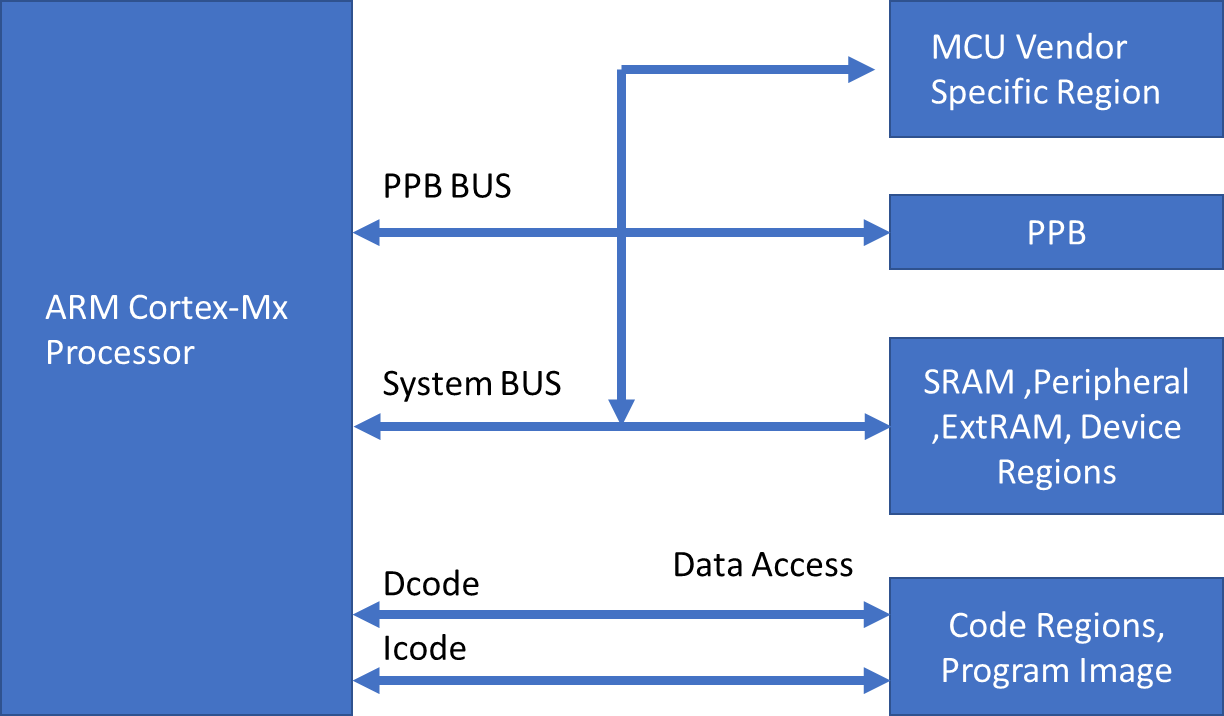 ARM Cortex-Mx
Processor
PPB BUS
System BUS
Dcode
Data Access
Icode
MCU Vendor
Specific Region
PPB
SRAM ,Peripheral
,ExtRAM, Device
Regions
Code Regions,
Program Image